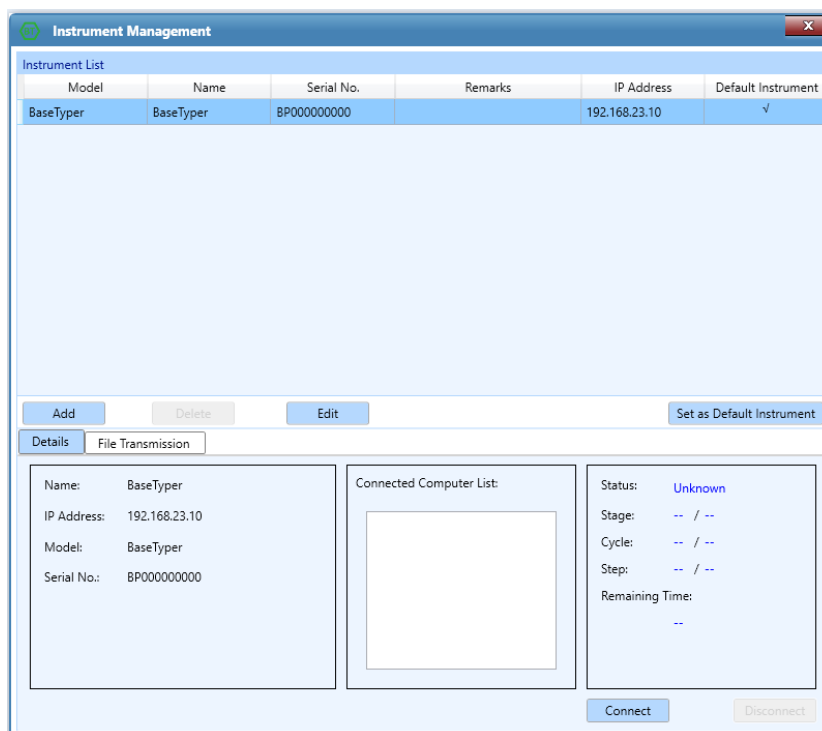 Instrument Management
x
Instrument List
Model Name Serial No. Remarks IP Address Default Instrument
BaseTyper BaseTyper BP000000000 192.168.23.10 √
Add Delete Edit Set as Default Instrument
Details File Transmission
Name: BaseTyper
IP Address: 192.168.23.10
Model: BaseTyper
Serial No.: BP000000000
Connected Computer List:
Status: Unknown
Stage: -- / --
Cycle: -- / --
Step: -- / --
Remaining Time:
--
Connect Disconnect